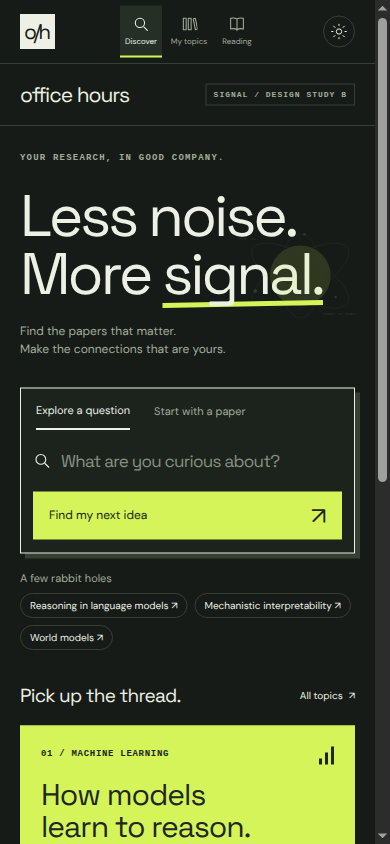 o/h
Discover
My topics
Reading
office hours
SIGNAL / DESIGN STUDY B
YOUR RESEARCH, IN GOOD COMPANY.
Less noise.
More signal.
Find the papers that matter.
Make the connections that are yours.
Explore a question
Start with a paper
What are you curious about?
Find my next idea
A few rabbit holes
Reasoning in language models
Mechanistic interpretability
World models
Pick up the thread.
All topics
01 / MACHINE LEARNING
How models
learn to reason.